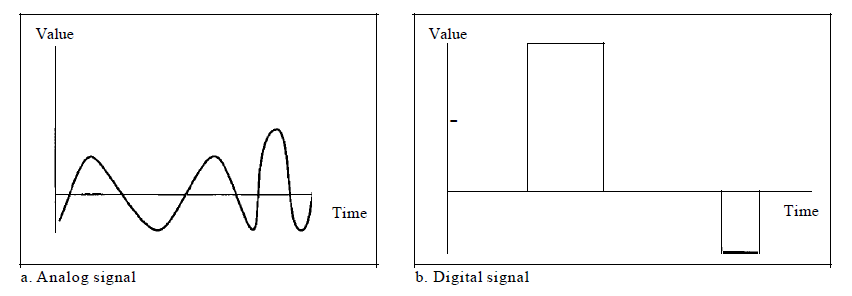 Value
Time
a. Analog signal
Value
Time
b. Digital signal